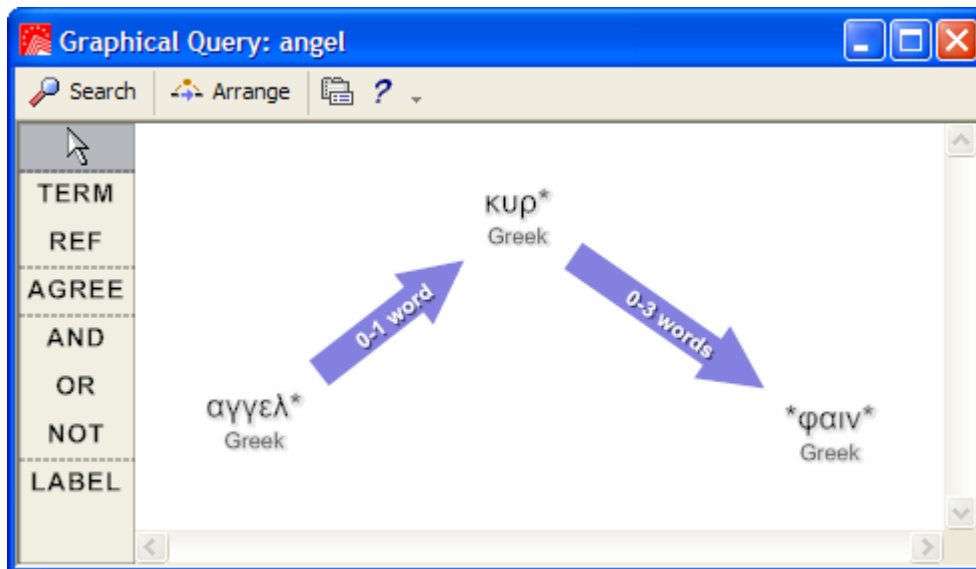 Graphical Query: angel
Search Arrange ?
TERM
REF
AGREE
AND
OR
NOT
LABEL
κυρ*
Greek
0-1 word
0-3 words
αγγελ*
Greek
*φαιν*
Greek